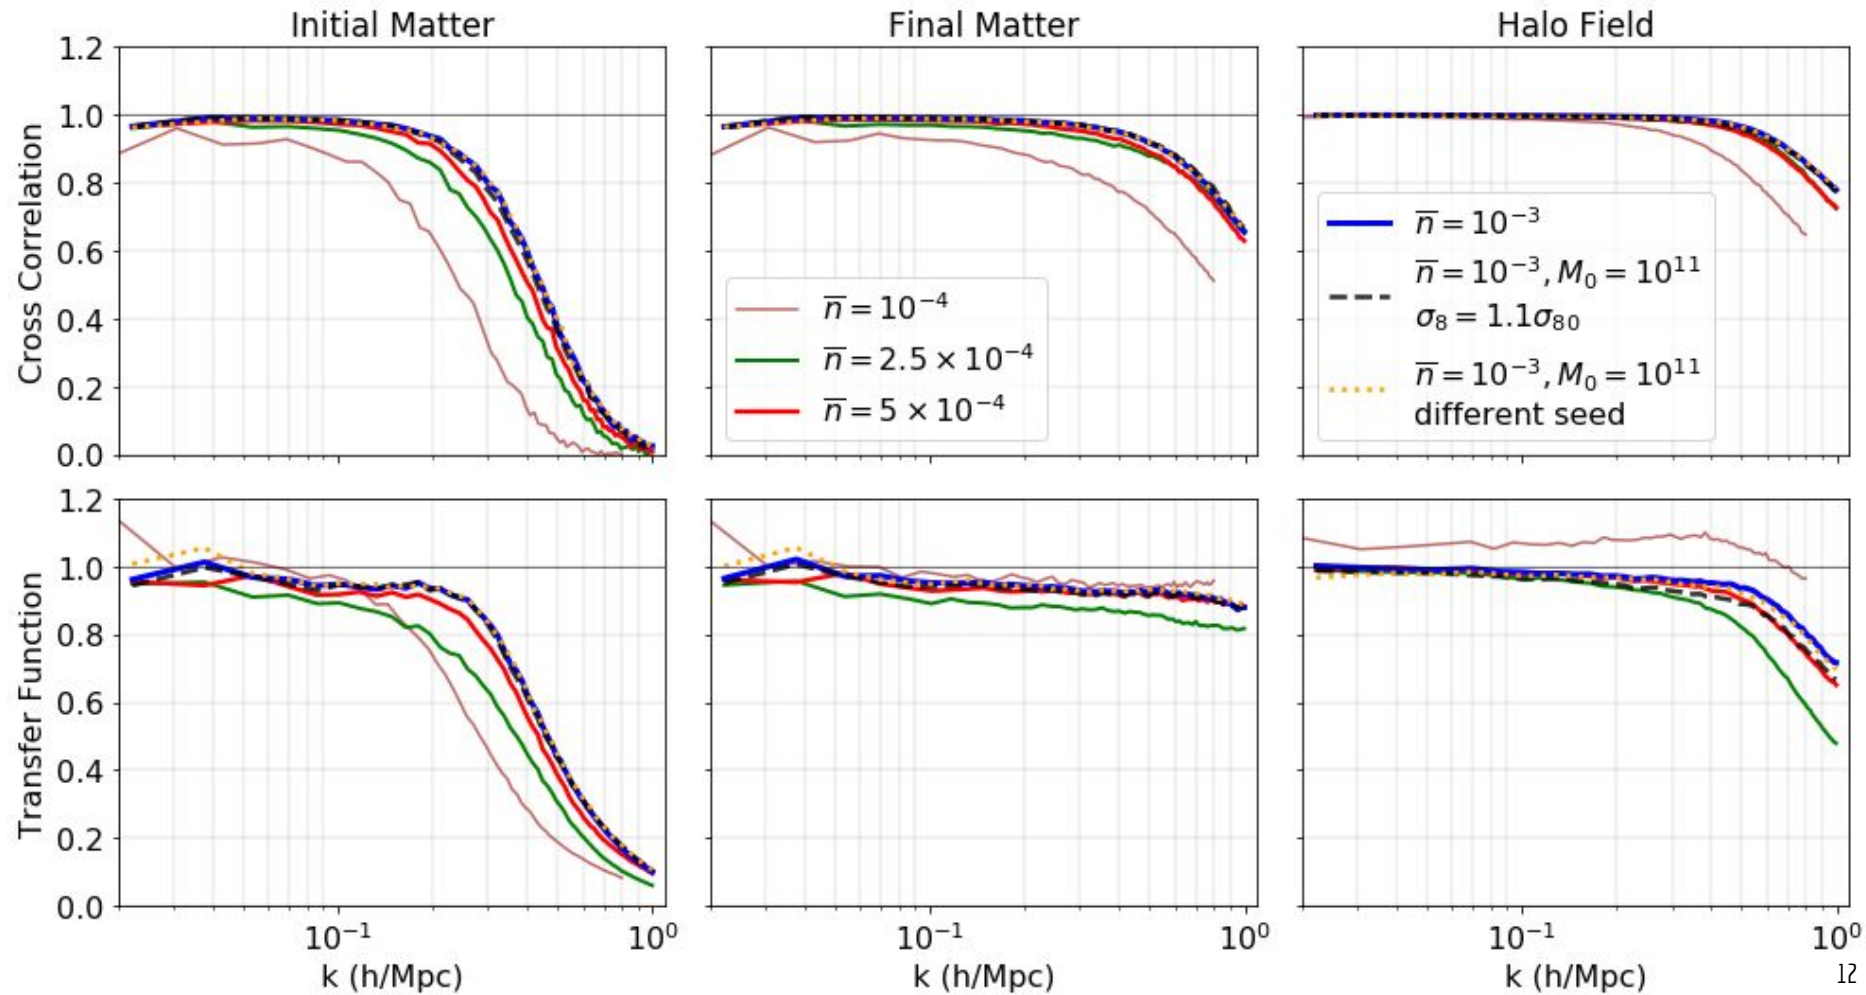 Initial Matter
Final Matter
Halo Field
Cross Correlation
1.2
1.0
0.8
0.6
0.4
0.2
0.0
n̅ = 10⁻⁴
n̅ = 2.5 × 10⁻⁴
n̅ = 5 × 10⁻⁴
n̅ = 10⁻³
n̅ = 10⁻³, M₀ = 10¹¹
σ₈ = 1.1σ₈₀
n̅ = 10⁻³, M₀ = 10¹¹
different seed
Transfer Function
1.2
1.0
0.8
0.6
0.4
0.2
0.0
10⁻¹ 10⁰
10⁻¹ 10⁰
10⁻¹ 10⁰
k (h/Mpc)
k (h/Mpc)
k (h/Mpc)
12